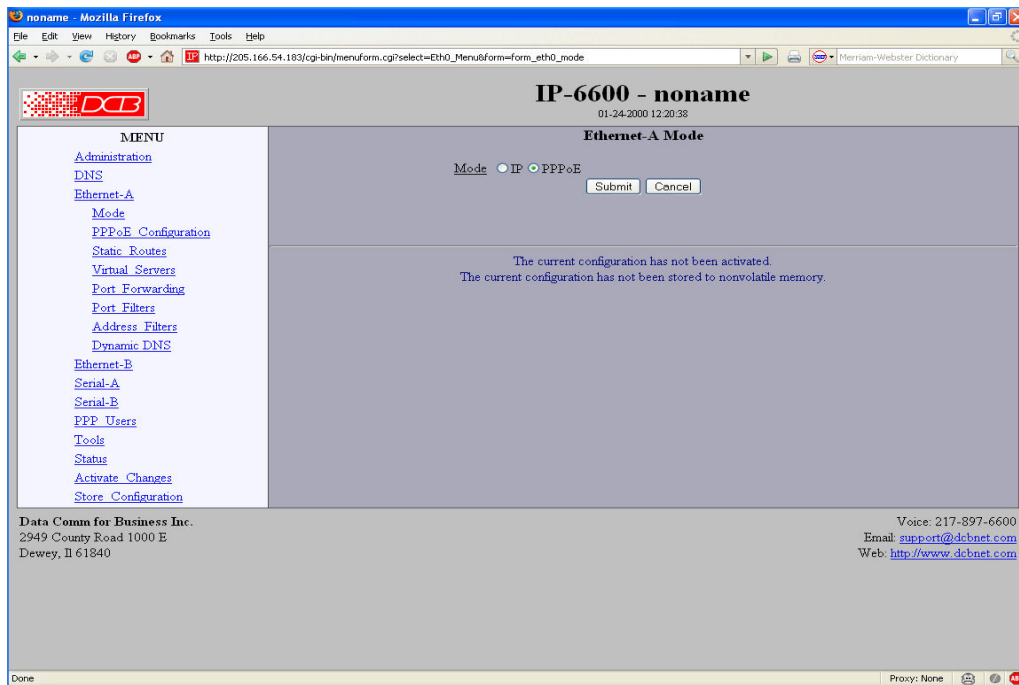 noname - Mozilla Firefox
File Edit View History Bookmarks Tools Help
ABP IP http://205.166.54.183/cgi-bin/menuform.cgi?select=Eth0_Menu&form=form_eth0_mode Merriam-Webster Dictionary
DCB
IP-6600 - noname
01-24-2000 12:20:38
MENU
Administration
DNS
Ethernet-A
Mode
PPPoE Configuration
Static Routes
Virtual Servers
Port Forwarding
Port Filters
Address Filters
Dynamic DNS
Ethernet-B
Serial-A
Serial-B
PPP Users
Tools
Status
Activate Changes
Store Configuration
Ethernet-A Mode
Mode IP PPPoE
Submit Cancel
The current configuration has not been activated.
The current configuration has not been stored to nonvolatile memory.
Data Comm for Business Inc.
2949 County Road 1000 E
Dewey, Il 61840
Voice: 217-897-6600
Email: support@dcbnet.com
Web: http://www.dcbnet.com
Done Proxy: None